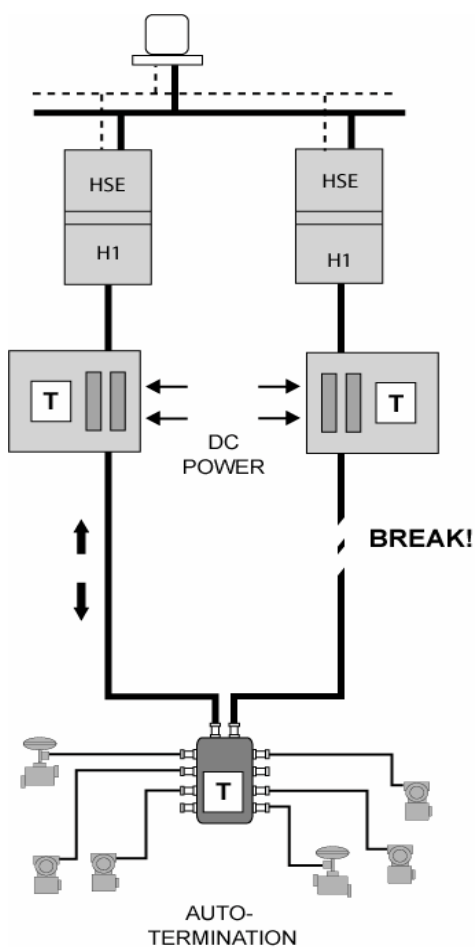 HSE
HSE
H1
H1
T
T
DC
POWER
BREAK!
T
AUTO-
TERMINATION